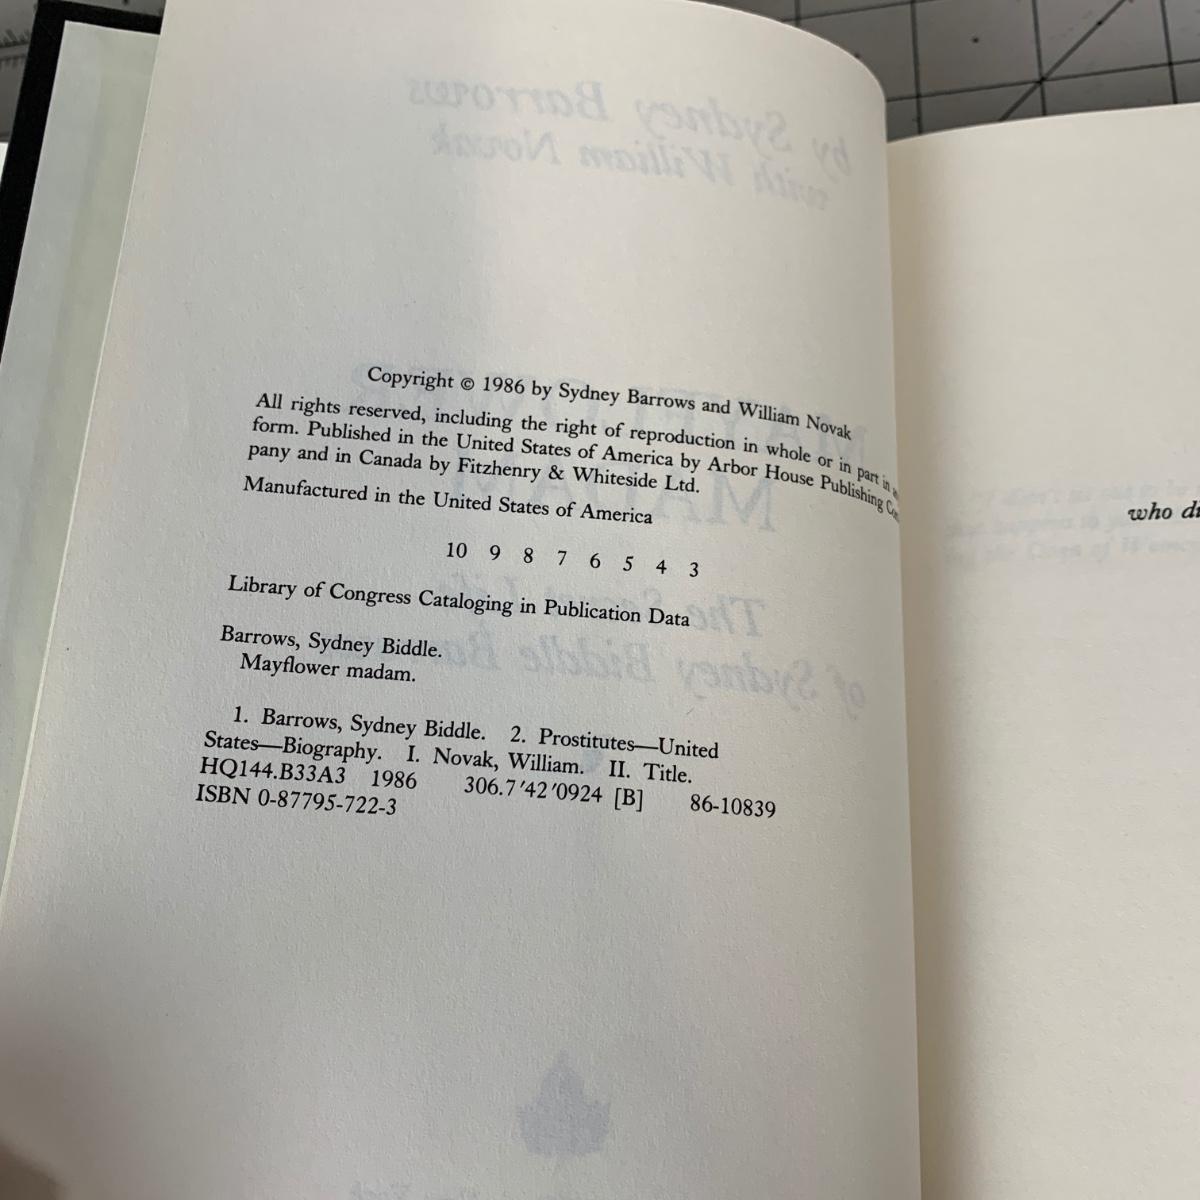 Copyright © 1986 by Sydney Barrows and William Novak
All rights reserved, including the right of reproduction in whole or in part in
form. Published in the United States of America by Arbor House Publishing Com
pany and in Canada by Fitzhenry & Whiteside Ltd.
Manufactured in the United States of America
10 9 8 7 6 5 4 3
Library of Congress Cataloging in Publication Data
Barrows, Sydney Biddle.
Mayflower madam.
1. Barrows, Sydney Biddle. 2. Prostitutes—United
States—Biography. I. Novak, William. II. Title.
HQ144.B33A3 1986 306.7′42′0924 [B] 86-10839
ISBN 0-87795-722-3
who di